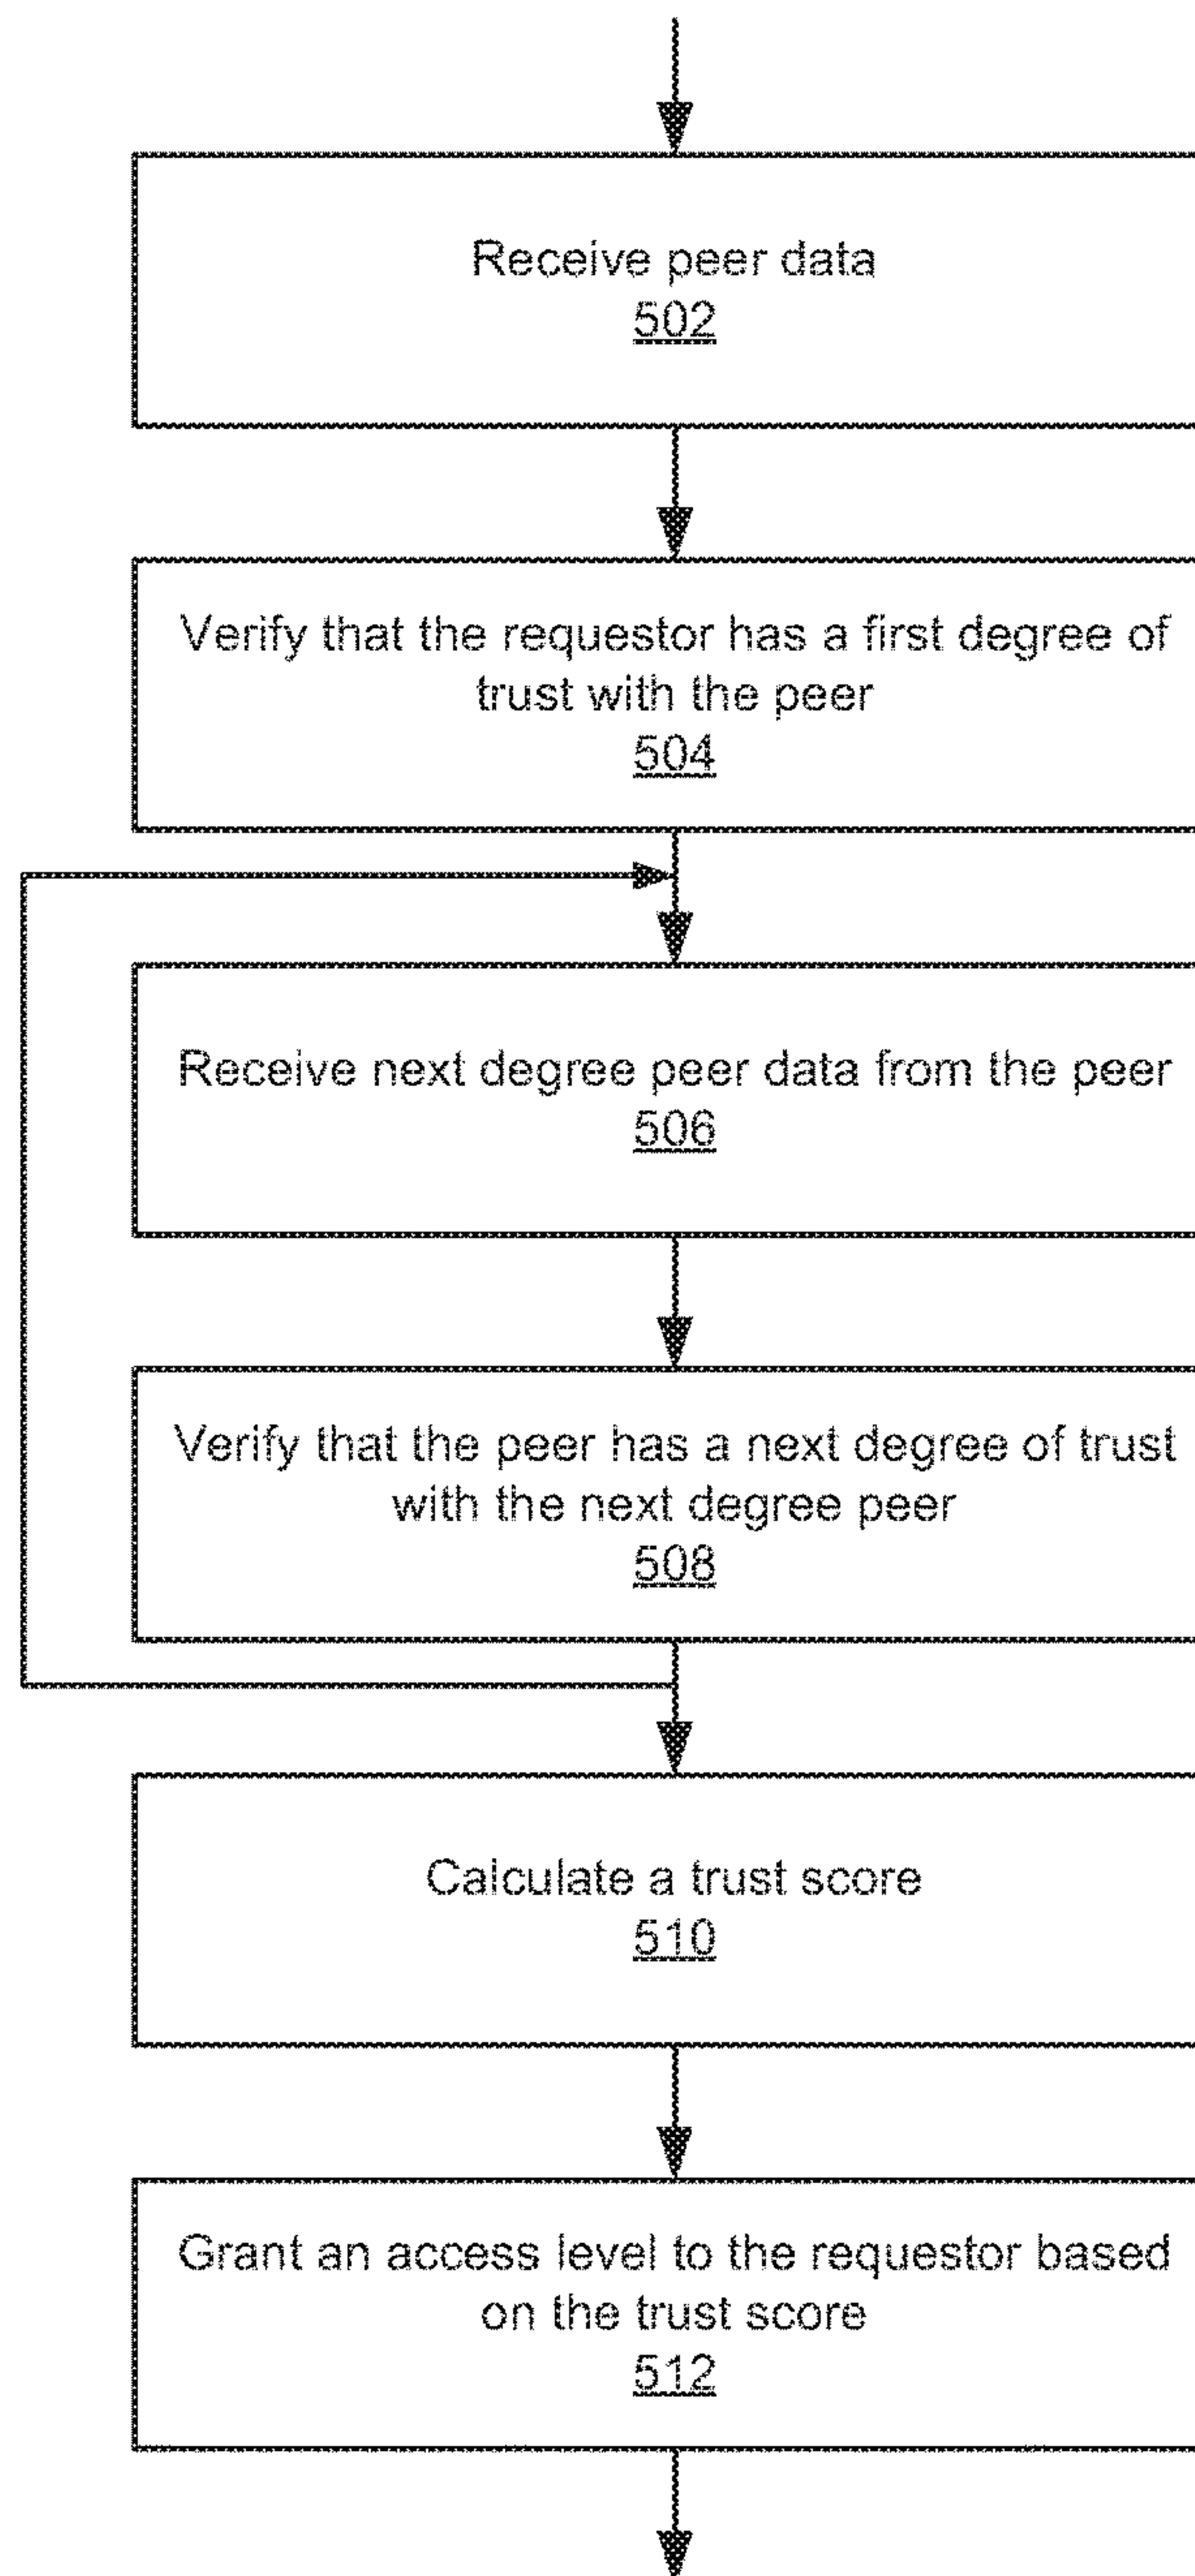 Receive peer data
502
Verify that the requestor has a first degree of
trust with the peer
504
Receive next degree peer data from the peer
506
Verify that the peer has a next degree of trust
with the next degree peer
508
Calculate a trust score
510
Grant an access level to the requestor based
on the trust score
512